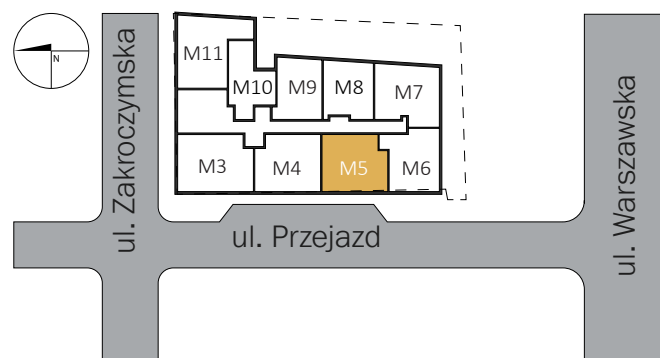 N
M11
M10
M9
M8
M7
M3
M4
M5
M6
ul. Zakroczymska
ul. Przejazd
ul. Warszawska